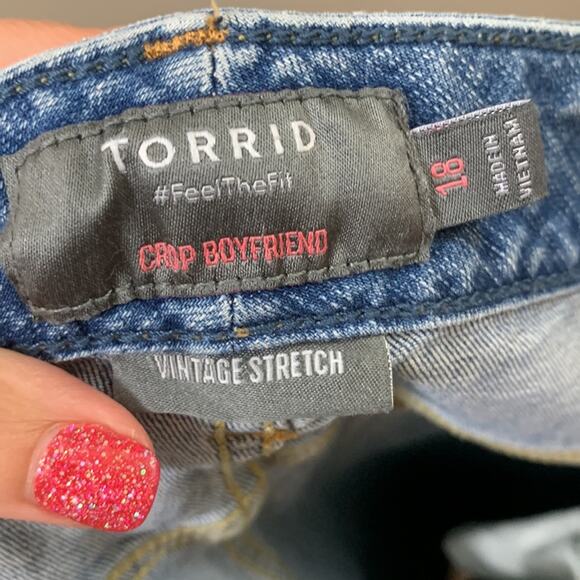 TORRID
#FeelTheFit
CROP BOYFRIEND
18
MADE IN
VIETNAM
VINTAGE STRETCH